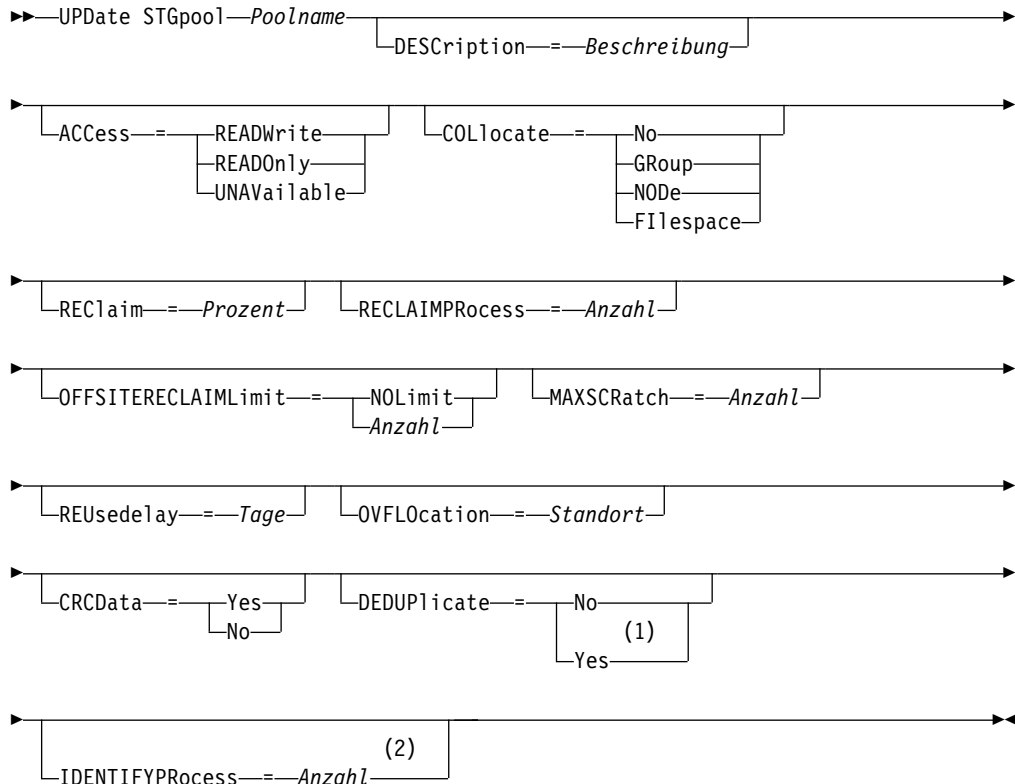 UPDate STGpool Poolname
DESCription = Beschreibung
ACCess = READWrite COLlocate = No
READOnly GRoup
UNAVailable NODe
FIlespace
REClaim = Prozent RECLAIMPRocess = Anzahl
OFFSITERECLAIMLimit = NOLimit MAXSCRatch = Anzahl
Anzahl
REUsedelay = Tage OVFLOcation = Standort
CRCData = Yes DEDUPlicate = No
No (1)
Yes
(2)
IDENTIFYPRocess = Anzahl